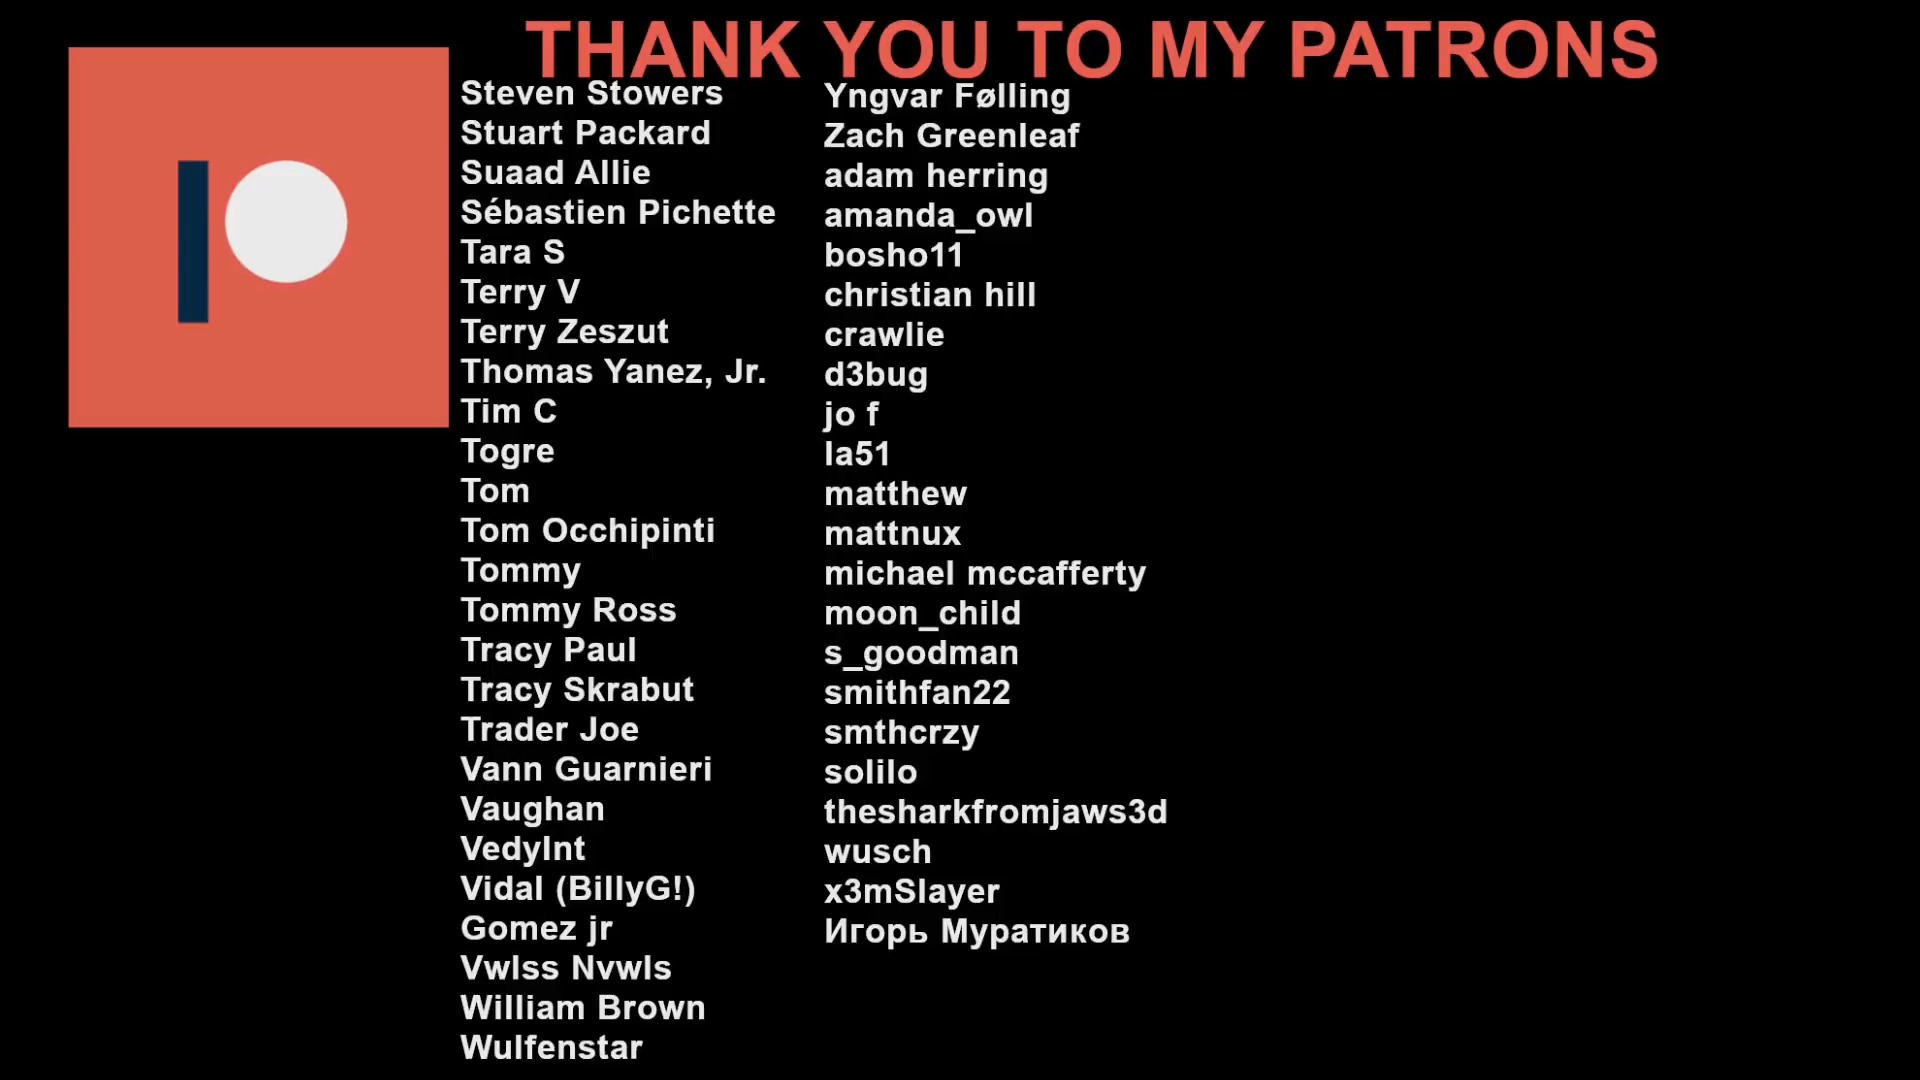 THANK YOU TO MY PATRONS
Steven Stowers
Stuart Packard
Suaad Allie
Sébastien Pichette
Tara S
Terry V
Terry Zeszut
Thomas Yanez, Jr.
Tim C
Togre
Tom
Tom Occhipinti
Tommy
Tommy Ross
Tracy Paul
Tracy Skrabut
Trader Joe
Vann Guarnieri
Vaughan
VedyInt
Vidal (BillyG!)
Gomez jr
Vwlss Nvwls
William Brown
Wulfenstar
Yngvar Følling
Zach Greenleaf
adam herring
amanda_owl
bosho11
christian hill
crawlie
d3bug
jo f
la51
matthew
mattnux
michael mccafferty
moon_child
s_goodman
smithfan22
smthcrzy
solilo
thesharkfromjaws3d
wusch
x3mSlayer
Игорь Муратиков